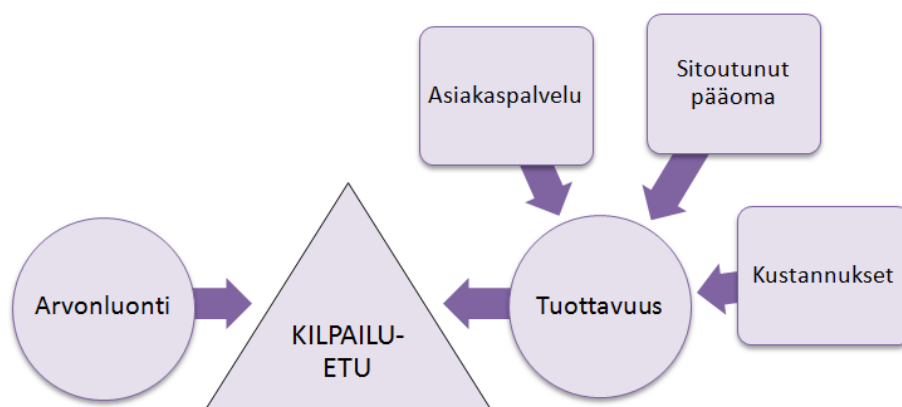 Asiakaspalvelu
Sitoutunut
pääoma
Arvonluonti
KILPAILU-
ETU
Tuottavuus
Kustannukset